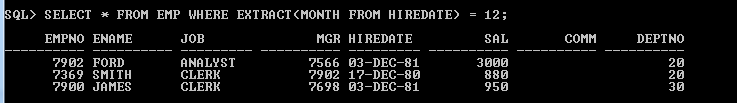 SQL> SELECT * FROM EMP WHERE EXTRACT(MONTH FROM HIREDATE) = 12;
EMPNO ENAME JOB MGR HIREDATE SAL COMM DEPTNO
7902 FORD ANALYST 7566 03-DEC-81 3000 20
7369 SMITH CLERK 7902 17-DEC-80 880 20
7900 JAMES CLERK 7698 03-DEC-81 950 30